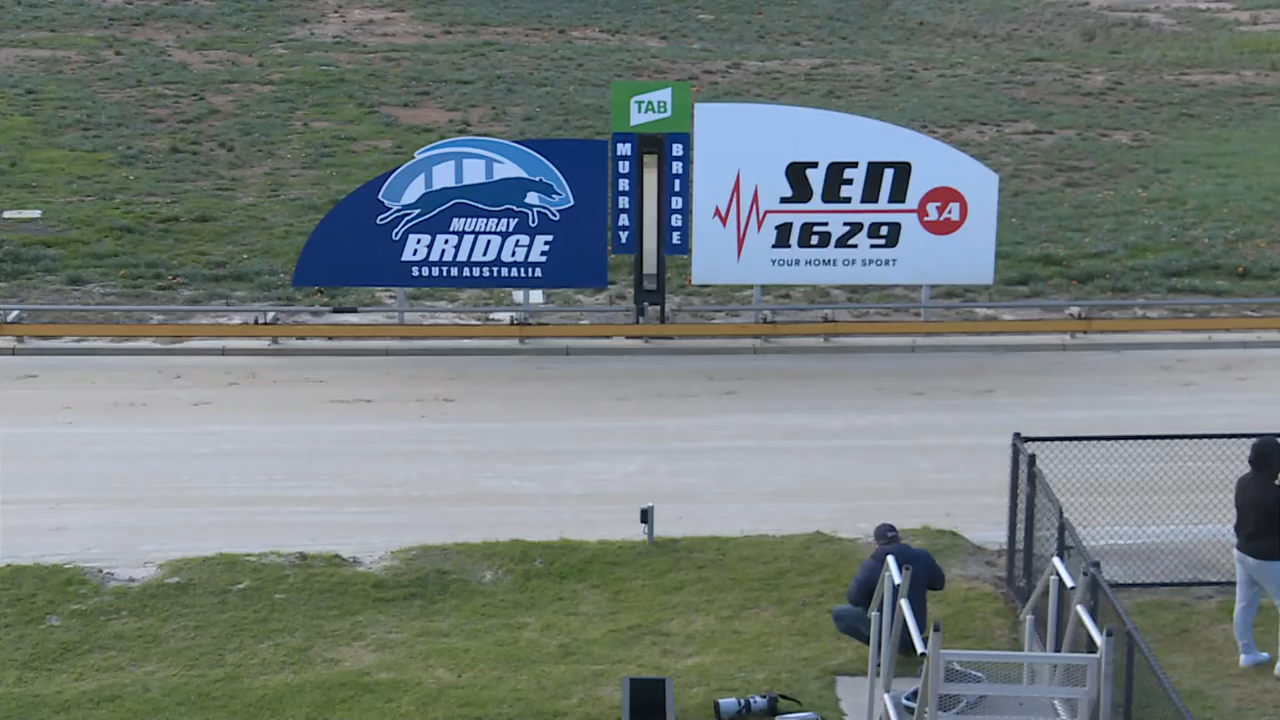 TAB
MURRAY
BRIDGE
MURRAY
BRIDGE
SOUTH AUSTRALIA
SEN
SA
1629
YOUR HOME OF SPORT